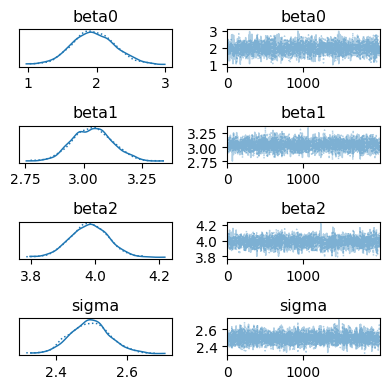 beta0 beta0
3
2
1
1 2 3 0 1000
beta1 beta1
3.25
3.00
2.75
2.75 3.00 3.25 0 1000
beta2 beta2
4.2
4.0
3.8
3.8 4.0 4.2 0 1000
sigma sigma
2.6
2.4
2.4 2.6 0 1000